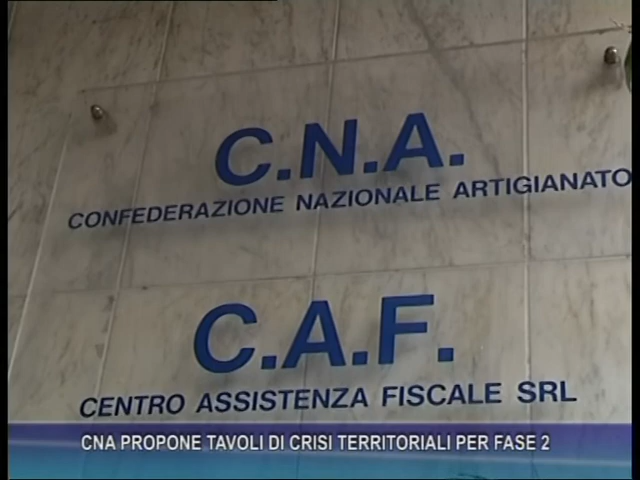 C.N.A.
CONFEDERAZIONE NAZIONALE ARTIGIANATO
C.A.F.
CENTRO ASSISTENZA FISCALE SRL
CNA PROPONE TAVOLI DI CRISI TERRITORIALI PER FASE 2